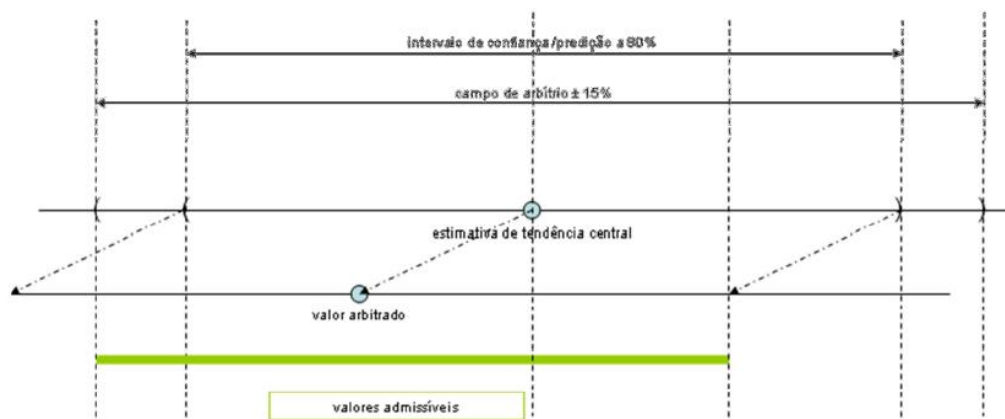 intervalo de confiança/predição a 80%
campo de arbítrio ± 15%
estimativa de tendência central
valor arbitrado
valores admissíveis